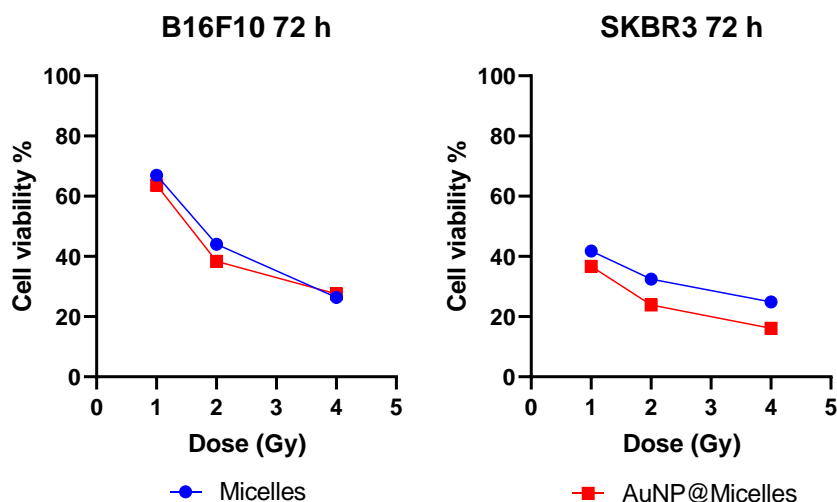 B16F10 72 h
100
80
60
40
20
0
Cell viability %
0 1 2 3 4 5
Dose (Gy)
SKBR3 72 h
100
80
60
40
20
0
Cell viability %
0 1 2 3 4 5
Dose (Gy)
Micelles
AuNP@Micelles